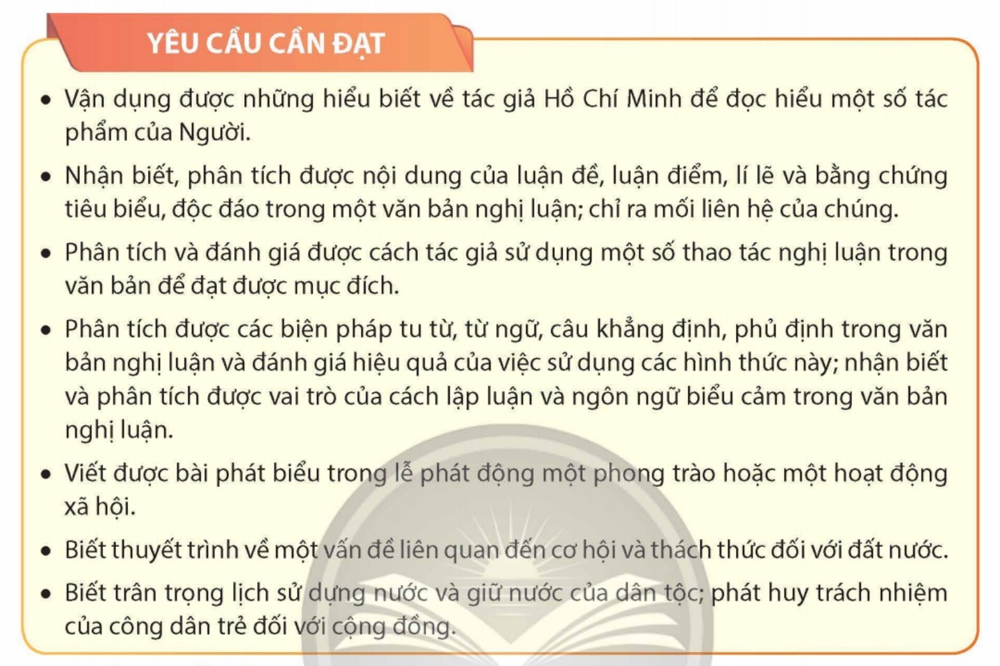 YÊU CẦU CẦN ĐẠT
• Vận dụng được những hiểu biết về tác giả Hồ Chí Minh để đọc hiểu một số tác
phẩm của Người.
• Nhận biết, phân tích được nội dung của luận đề, luận điểm, lí lẽ và bằng chứng
tiêu biểu, độc đáo trong một văn bản nghị luận; chỉ ra mối liên hệ của chúng.
• Phân tích và đánh giá được cách tác giả sử dụng một số thao tác nghị luận trong
văn bản để đạt được mục đích.
• Phân tích được các biện pháp tu từ, từ ngữ, câu khẳng định, phủ định trong văn
bản nghị luận và đánh giá hiệu quả của việc sử dụng các hình thức này; nhận biết
và phân tích được vai trò của cách lập luận và ngôn ngữ biểu cảm trong văn bản
nghị luận.
• Viết được bài phát biểu trong lễ phát động một phong trào hoặc một hoạt động
xã hội.
• Biết thuyết trình về một vấn đề liên quan đến cơ hội và thách thức đối với đất nước.
• Biết trân trọng lịch sử dựng nước và giữ nước của dân tộc; phát huy trách nhiệm
của công dân trẻ đối với cộng đồng.